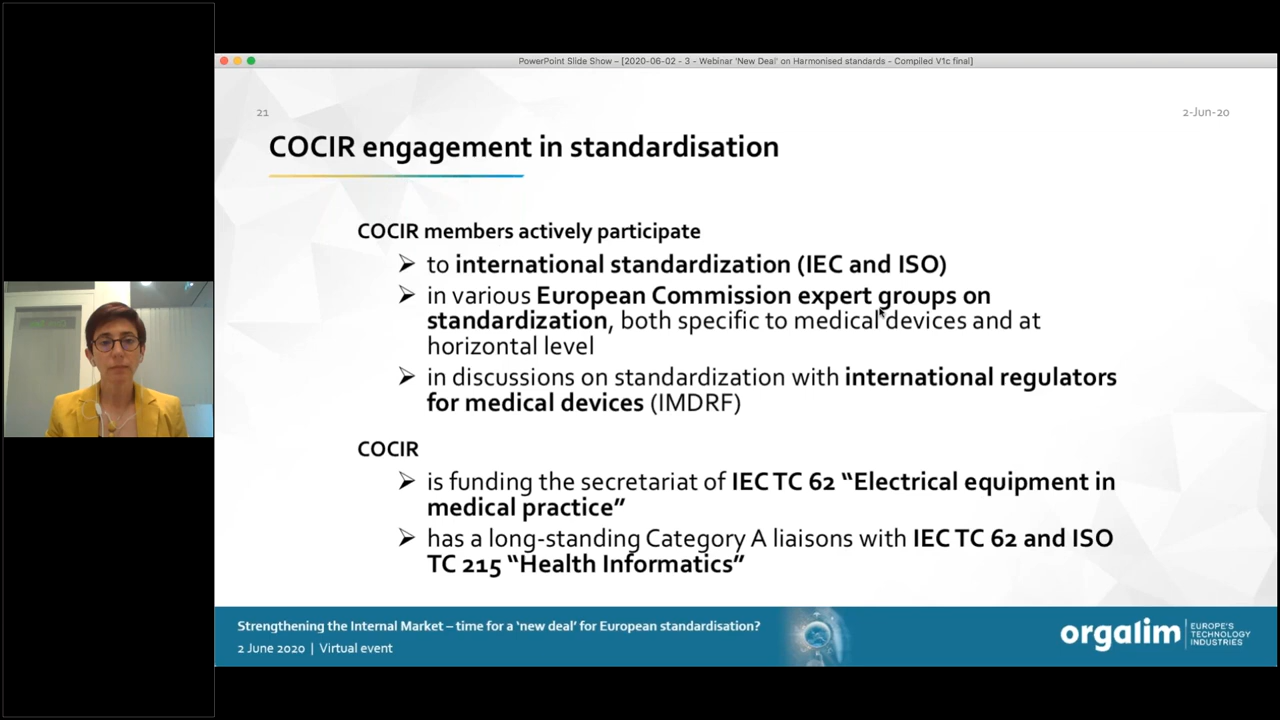 PowerPoint Slide Show – [2020-06-02 - 3 - Webinar 'New Deal' on Harmonised standards - Compiled V1c final]
21
2-Jun-20
COCIR engagement in standardisation
COCIR members actively participate
➢ to international standardization (IEC and ISO)
➢ in various European Commission expert groups on
standardization, both specific to medical devices and at
horizontal level
➢ in discussions on standardization with international regulators
for medical devices (IMDRF)
COCIR
➢ is funding the secretariat of IEC TC 62 “Electrical equipment in
medical practice”
➢ has a long-standing Category A liaisons with IEC TC 62 and ISO
TC 215 “Health Informatics”
Strengthening the Internal Market – time for a ‘new deal’ for European standardisation?
2 June 2020 | Virtual event
orgalim
EUROPE'S
TECHNOLOGY
INDUSTRIES